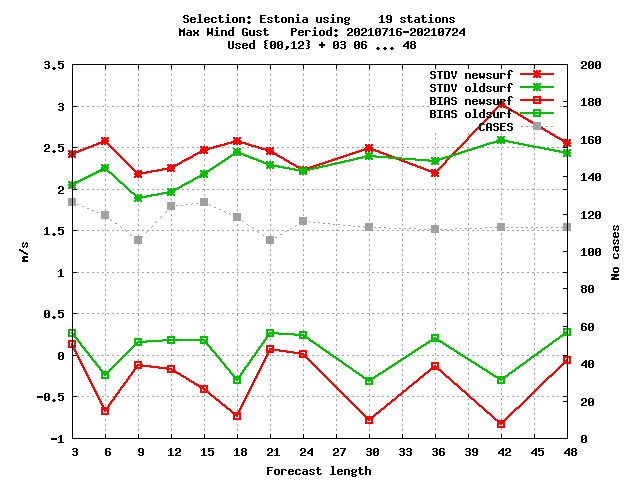 Selection: Estonia using 19 stations
Max Wind Gust Period: 20210716-20210724
Used {00,12} + 03 06 ... 48
STDV newsurf
STDV oldsurf
BIAS newsurf
BIAS oldsurf
CASES
3.5
3
2.5
2
1.5
1
0.5
0
-0.5
-1
m/s
200
180
160
140
120
100
80
60
40
20
0
No cases
3 6 9 12 15 18 21 24 27 30 33 36 39 42 45 48
Forecast length